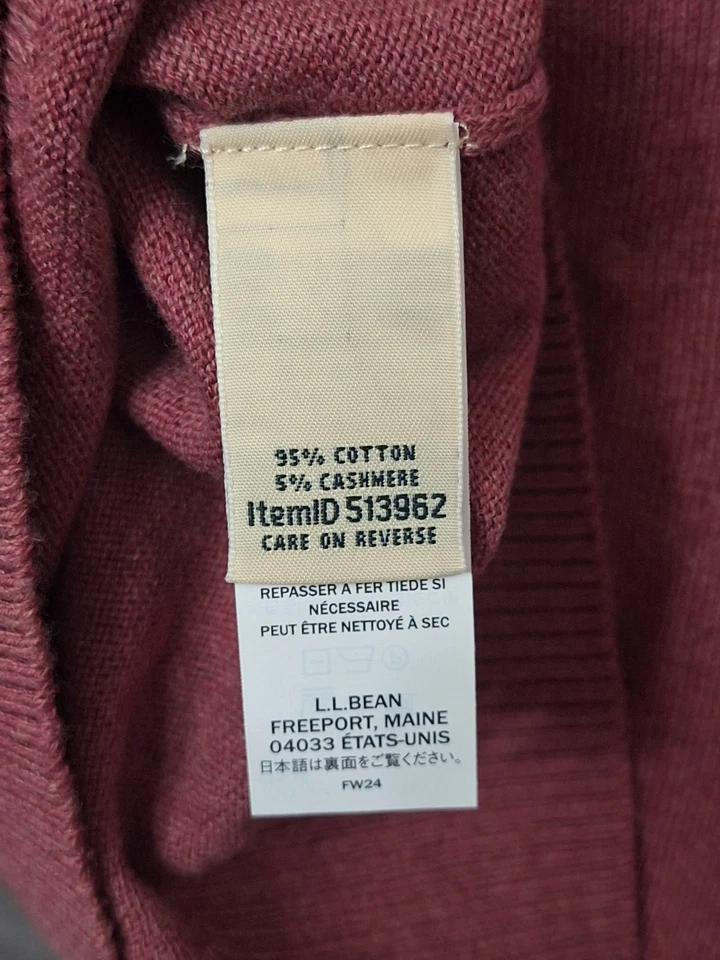 95% COTTON
5% CASHMERE
ItemID 513962
CARE ON REVERSE
REPASSER À FER TIÈDE SI
NÉCESSAIRE
PEUT ÊTRE NETTOYÉ À SEC
L.L.BEAN
FREEPORT, MAINE
04033 ÉTATS-UNIS
日本語は裏面をご覧ください。
FW24